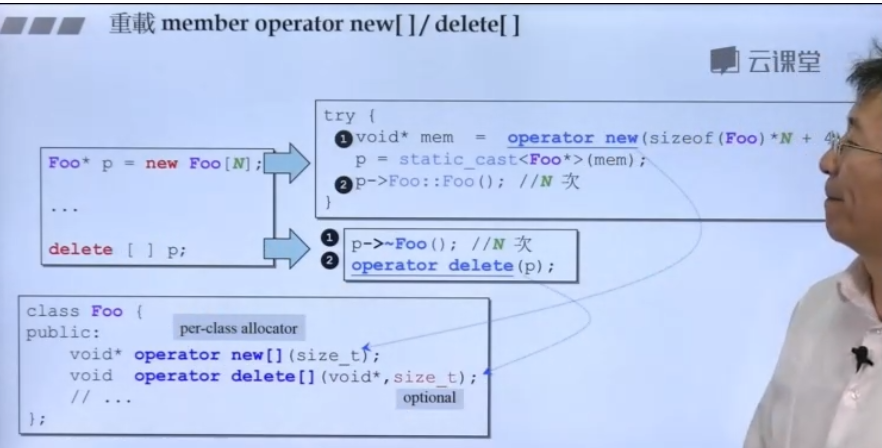 重載 member operator new[]/ delete[]
云课堂
try {
❶void* mem = operator new(sizeof(Foo)*N +
p = static_cast<Foo*>(mem);
❷p->Foo::Foo(); //N 次
}
Foo* p = new Foo[N];
...
delete [ ] p;
❶ p->~Foo(); //N 次
❷ operator delete(p);
class Foo {
public:
per-class allocator
void* operator new[](size_t);
void operator delete[](void*,size_t);
// ...
optional
};